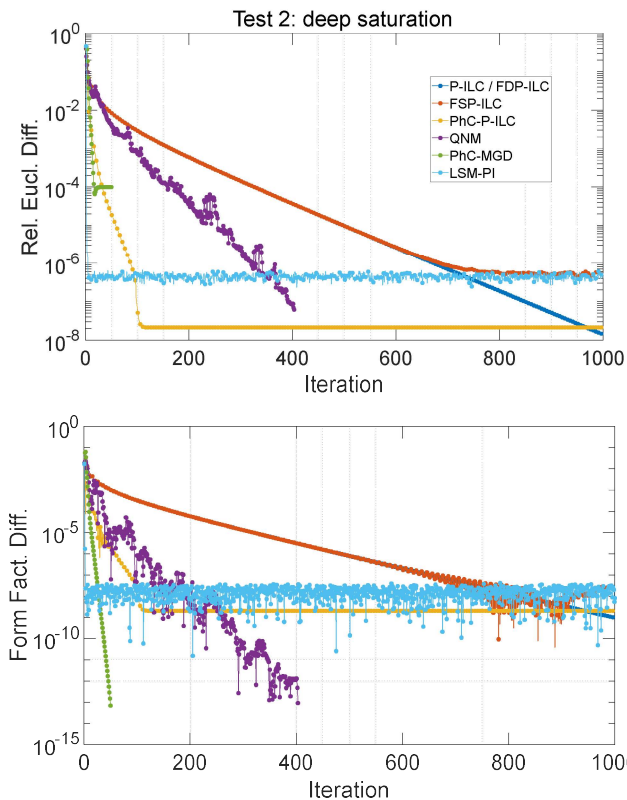 Test 2: deep saturation
10^0
10^-2
10^-4
10^-6
10^-8
Rel. Eucl. Diff.
P-ILC / FDP-ILC
FSP-ILC
PhC-P-ILC
QNM
PhC-MGD
LSM-PI
0 200 400 600 800 1000
Iteration
10^0
10^-5
10^-10
10^-15
Form Fact. Diff.
0 200 400 600 800 100
Iteration